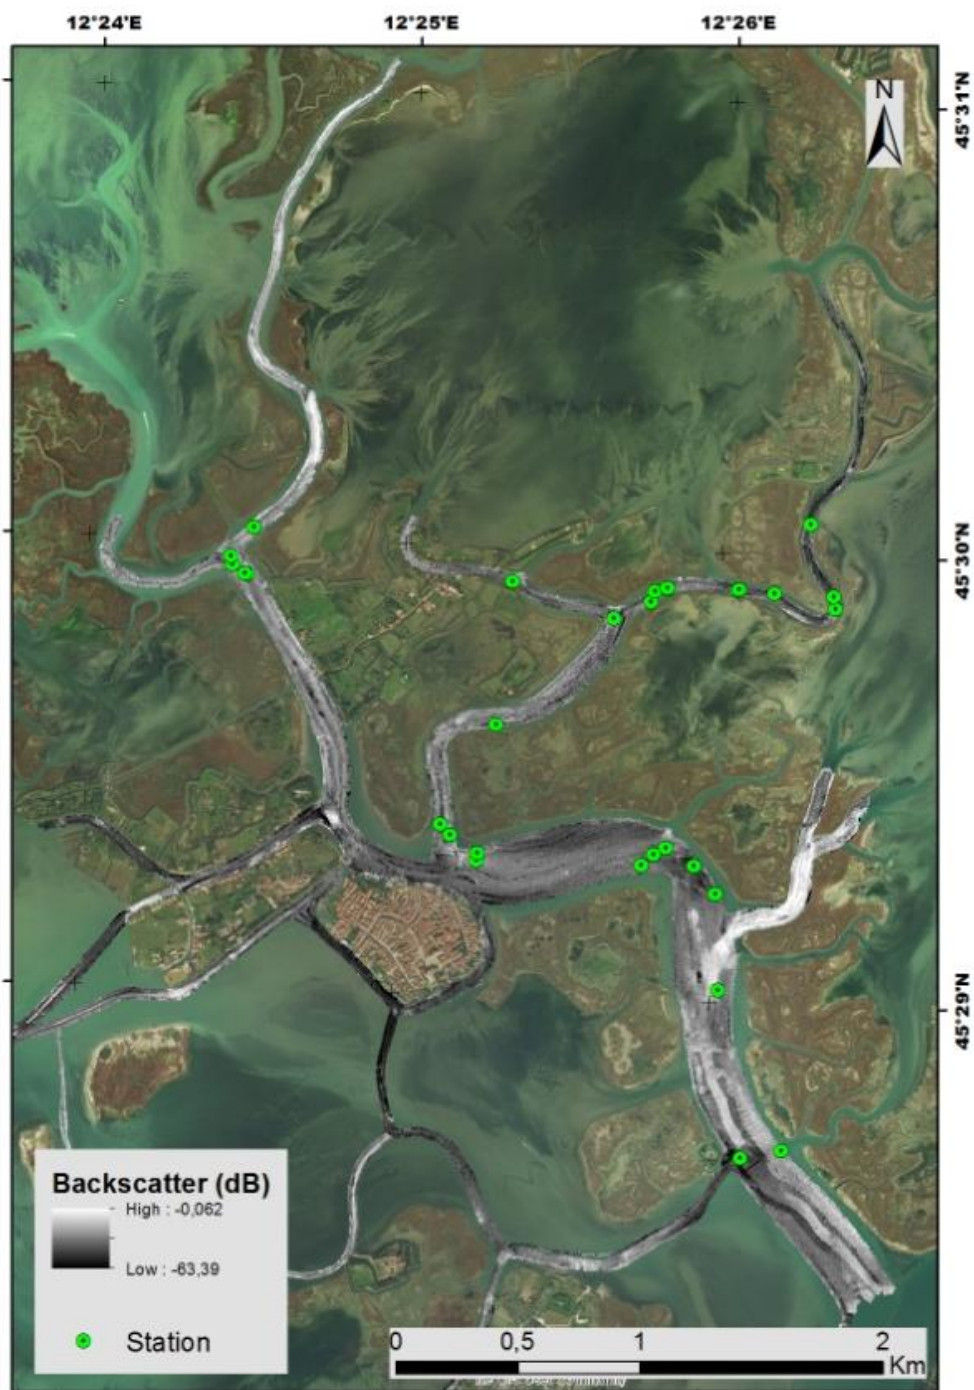 12°24'E 12°25'E 12°26'E
N
45°31'N
45°30'N
45°29'N
Backscatter (dB)
High : -0,062
Low : -63,39
Station
0 0,5 1 2
Km